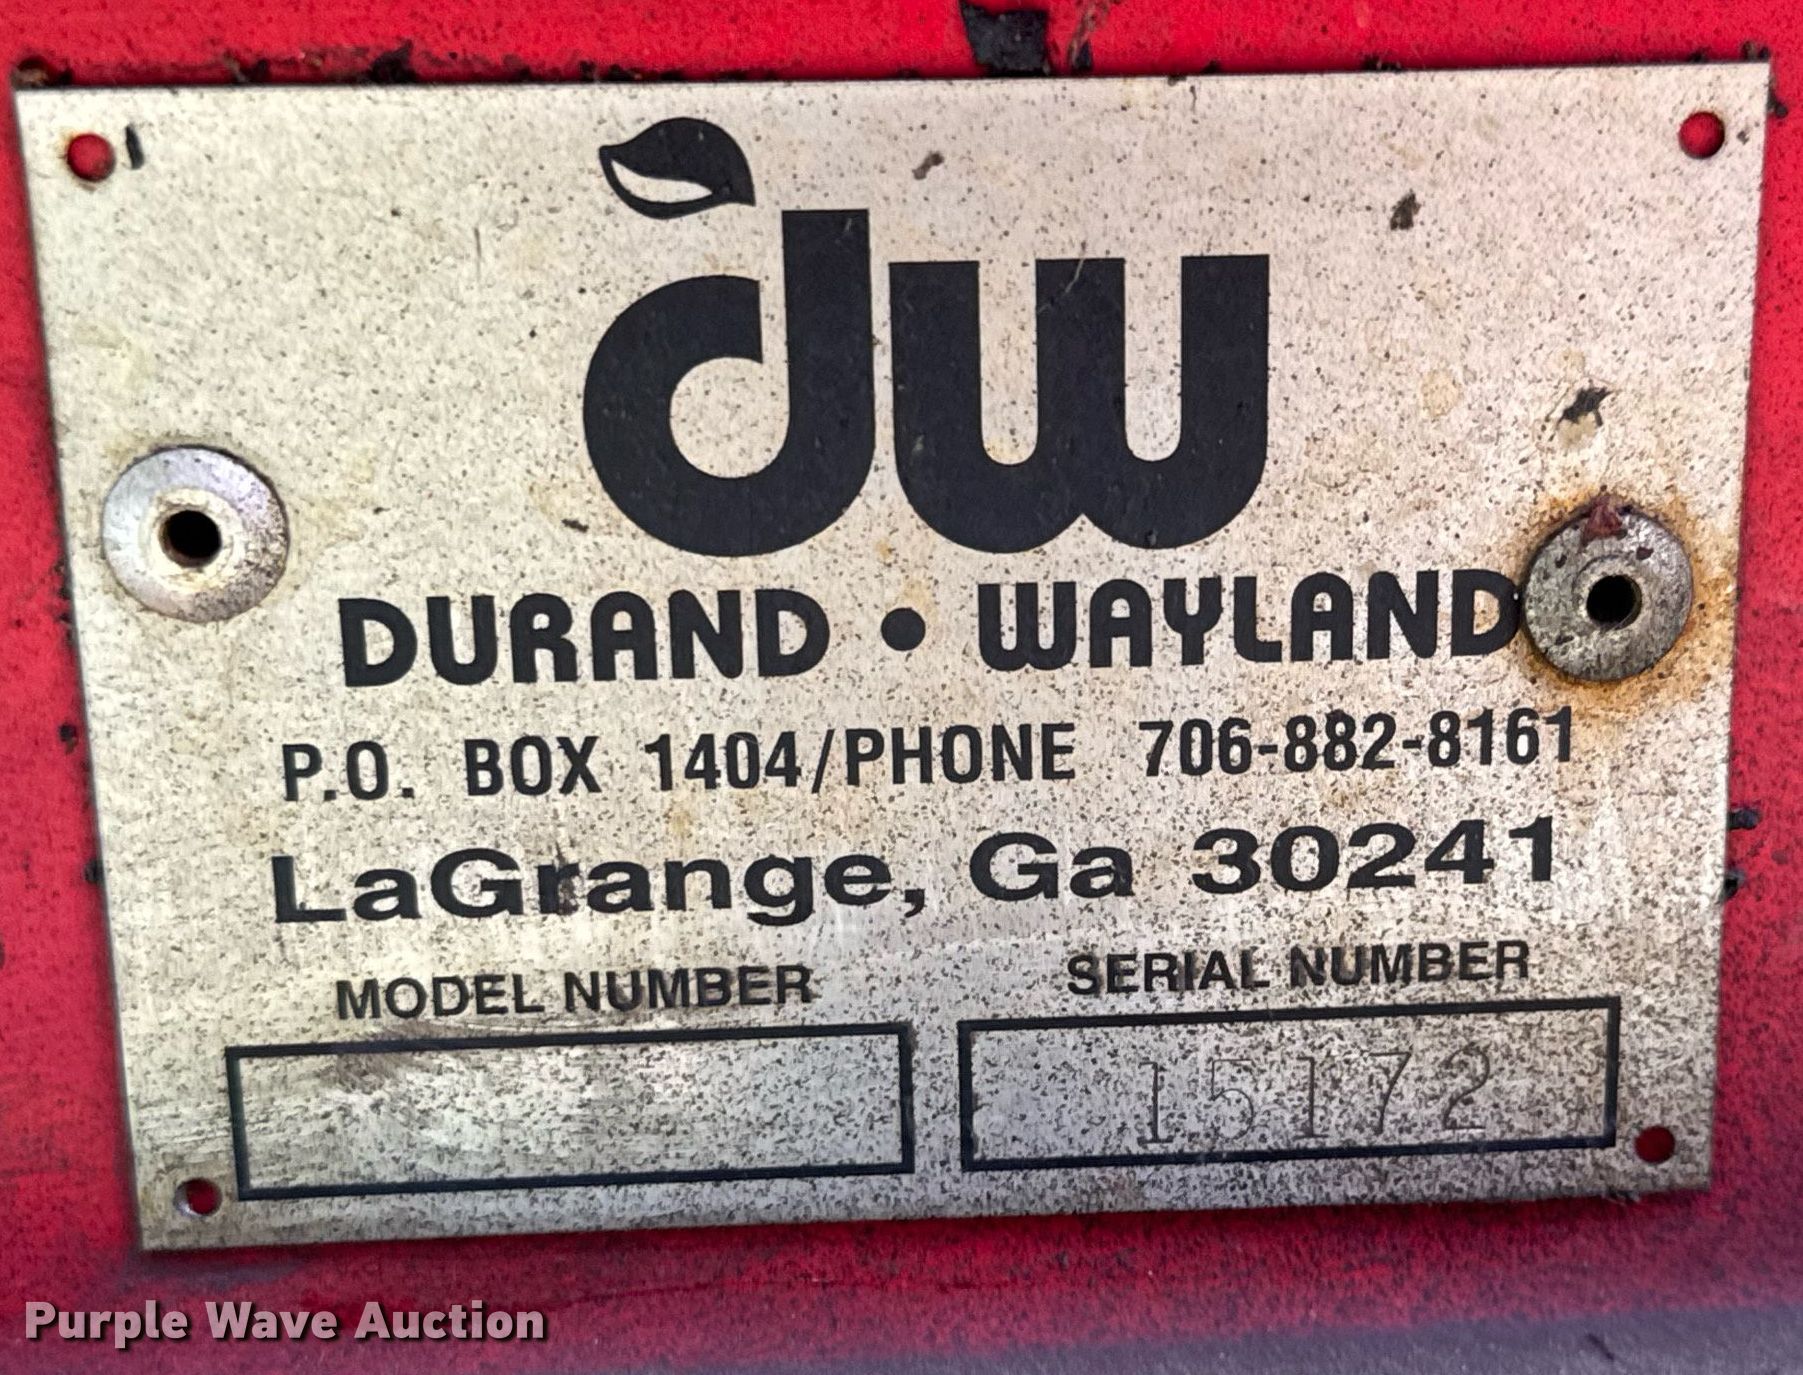 dw
DURAND • WAYLAND
P.O. BOX 1404/PHONE 706-882-8161
LaGrange, Ga 30241
MODEL NUMBER SERIAL NUMBER
15172
Purple Wave Auction